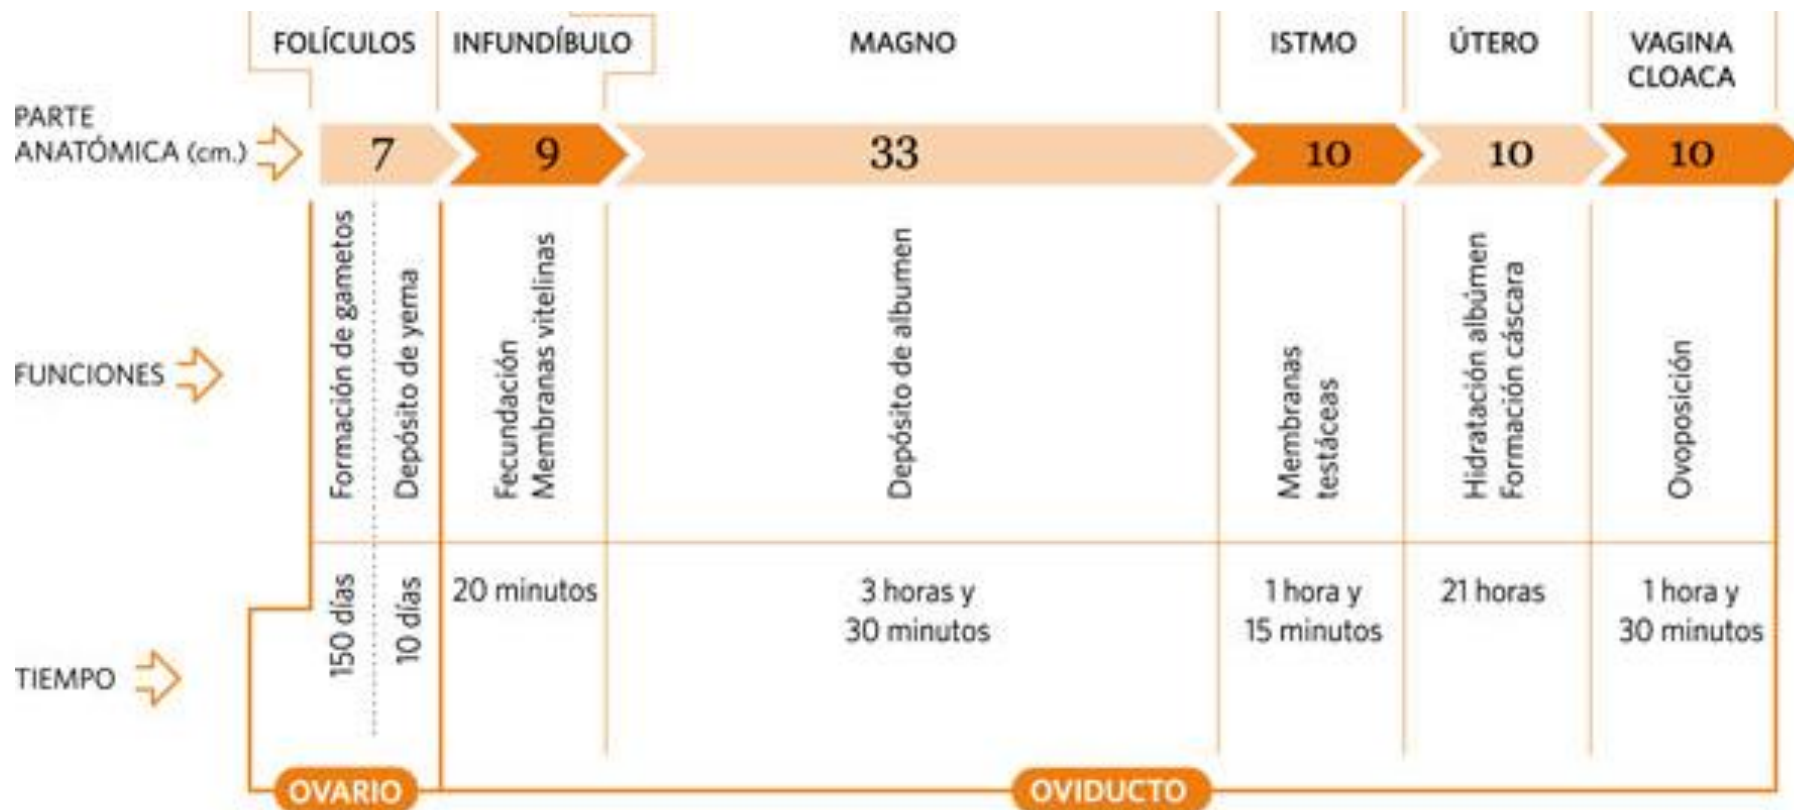 FOLÍCULOS
INFUNDÍBULO
MAGNO
ISTMO
ÚTERO
VAGINA
CLOACA
PARTE
ANATÓMICA (cm.)
7
9
33
10
10
10
FUNCIONES
Formación de gametos
Depósito de yema
Fecundación
Membranas vitelinas
Depósito de albumen
Membranas
testáceas
Hidratación albúmen
Formación cáscara
Ovoposición
TIEMPO
150 días
10 días
20 minutos
3 horas y
30 minutos
1 hora y
15 minutos
21 horas
1 hora y
30 minutos
OVARIO
OVIDUCTO